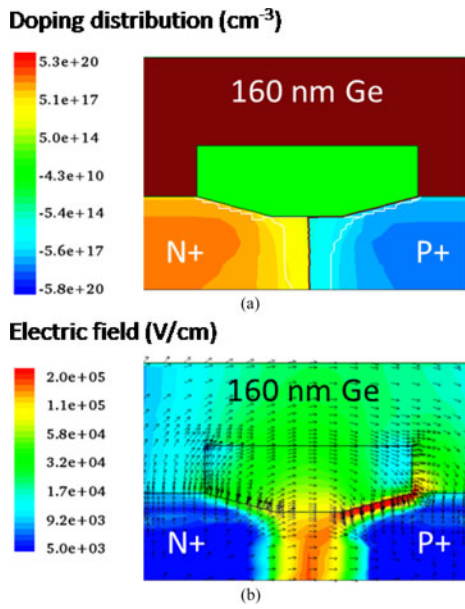 Doping distribution (cm⁻³)
5.3e+20
5.1e+17
5.0e+14
-4.3e+10
-5.4e+14
-5.6e+17
-5.8e+20
160 nm Ge
N+
P+
(a)
Electric field (V/cm)
2.0e+05
1.1e+05
5.8e+04
3.1e+04
1.7e+04
9.2e+03
5.0e+03
160 nm Ge
N+
P+
(b)